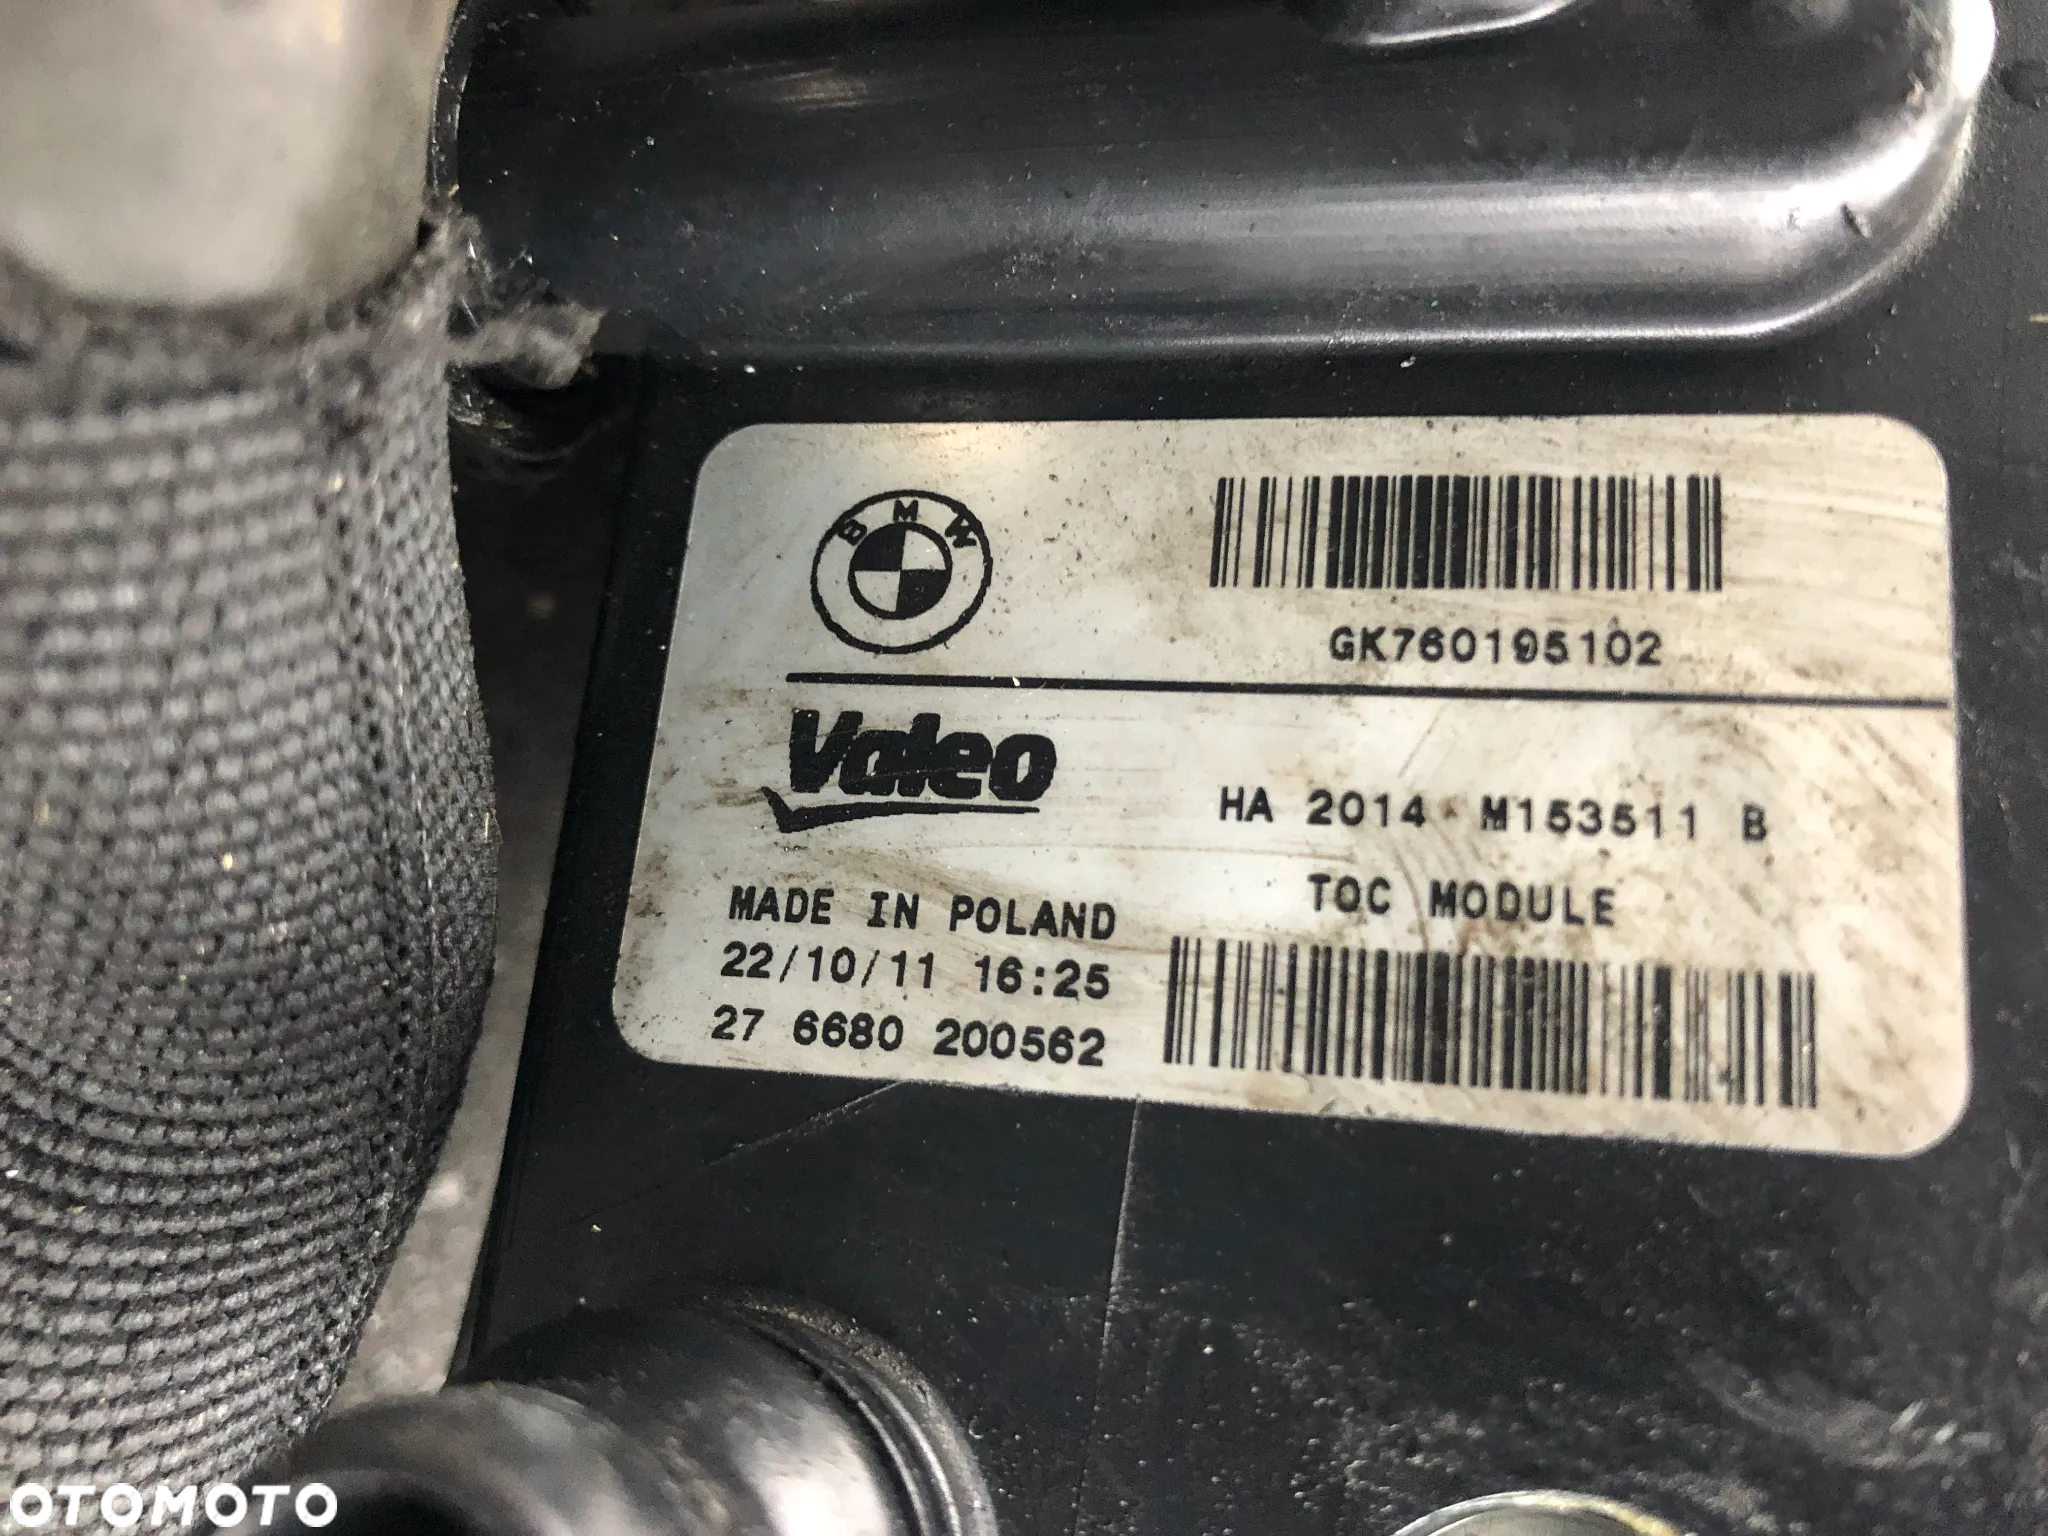 BMW
GK760195102
Valeo
HA 2014 M153511 B
TOC MODULE
MADE IN POLAND
22/10/11 16:25
27 6680 200562
OTOMOTO